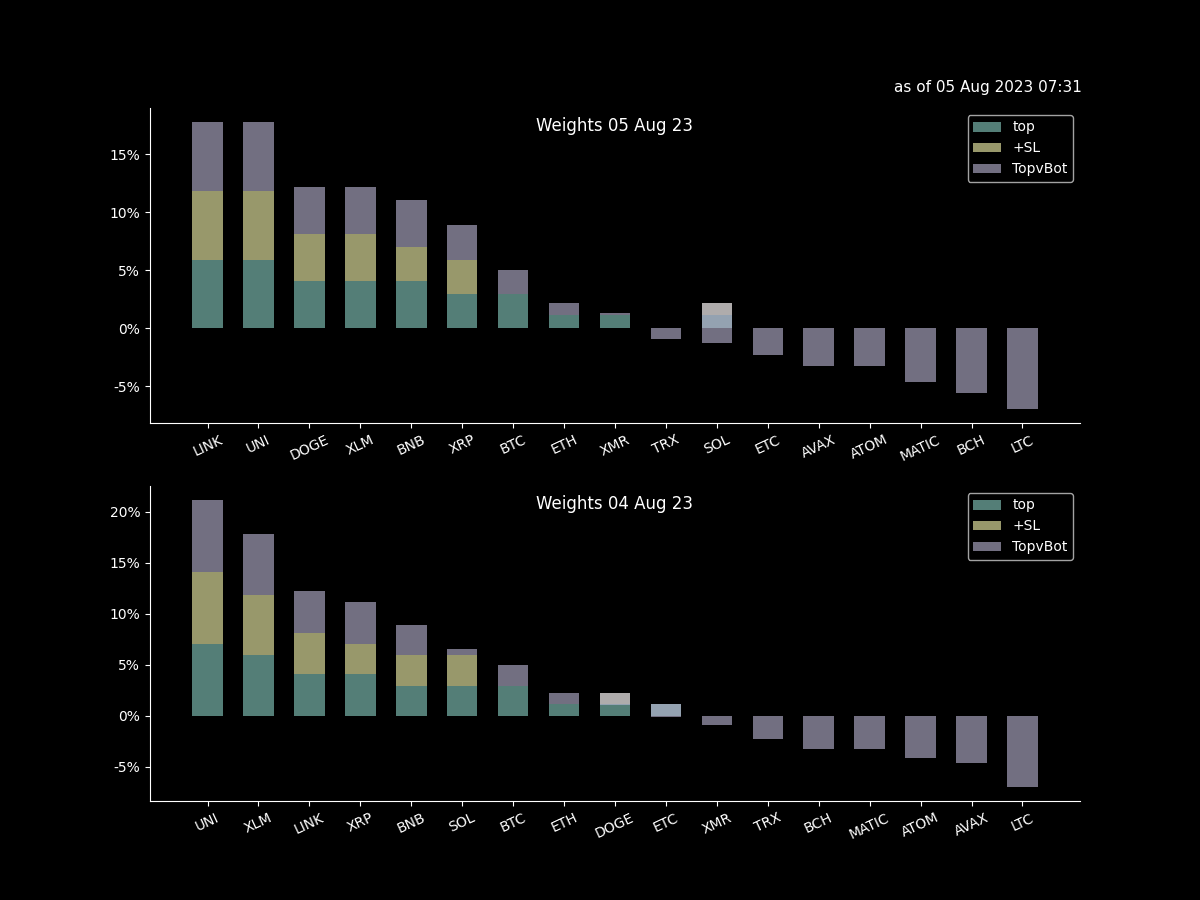 as of 05 Aug 2023 07:31
Weights 05 Aug 23
top
+SL
TopvBot
15%
10%
5%
0%
-5%
LINK UNI DOGE XLM BNB XRP BTC ETH XMR TRX SOL ETC AVAX ATOM MATIC BCH LTC
Weights 04 Aug 23
top
+SL
TopvBot
20%
15%
10%
5%
0%
-5%
UNI XLM LINK XRP BNB SOL BTC ETH DOGE ETC XMR TRX BCH MATIC ATOM AVAX LTC